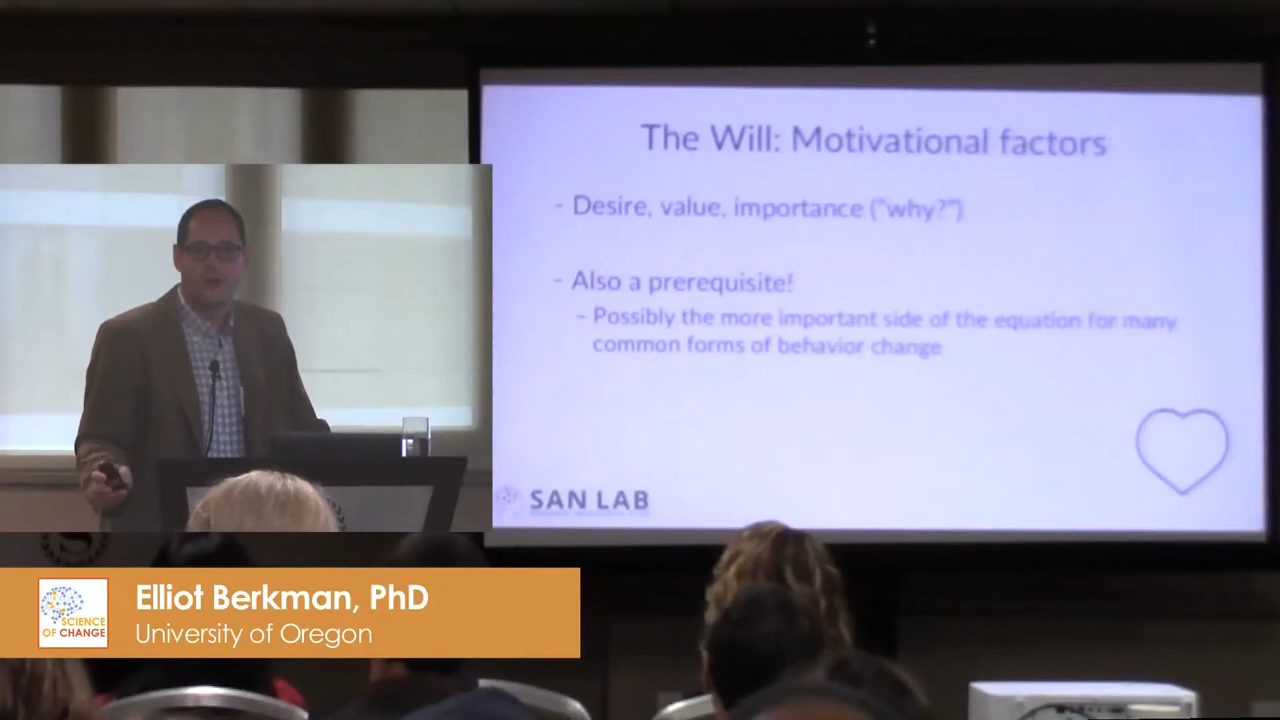 The Will: Motivational factors
- Desire, value, importance ("why?")
- Also a prerequisite!
- Possibly the more important side of the equation for many
common forms of behavior change
SAN LAB
SCIENCE
OF CHANGE
Elliot Berkman, PhD
University of Oregon